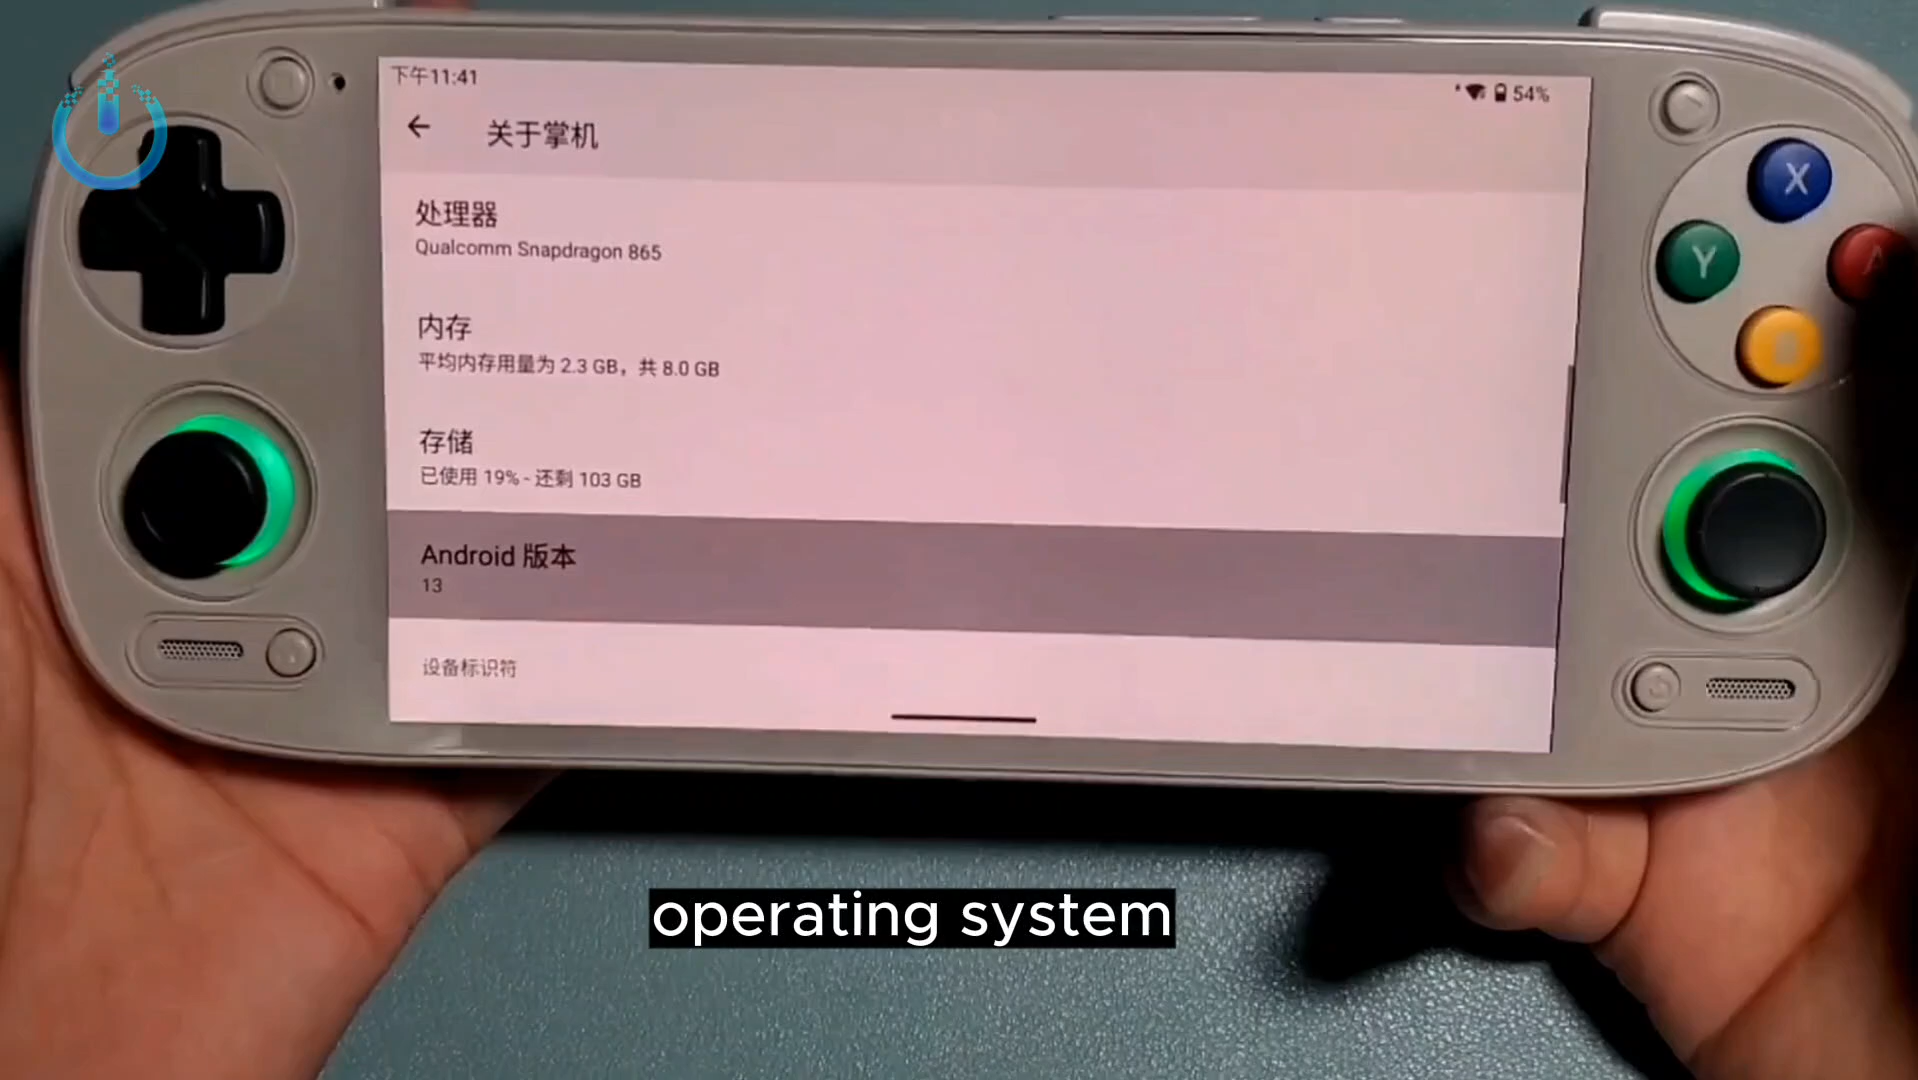 下午11:41
54%
关于掌机
处理器
Qualcomm Snapdragon 865
内存
平均内存用量为 2.3 GB，共 8.0 GB
存储
已使用 19% - 还剩 103 GB
Android 版本
13
设备标识符
X
Y
A
operating system